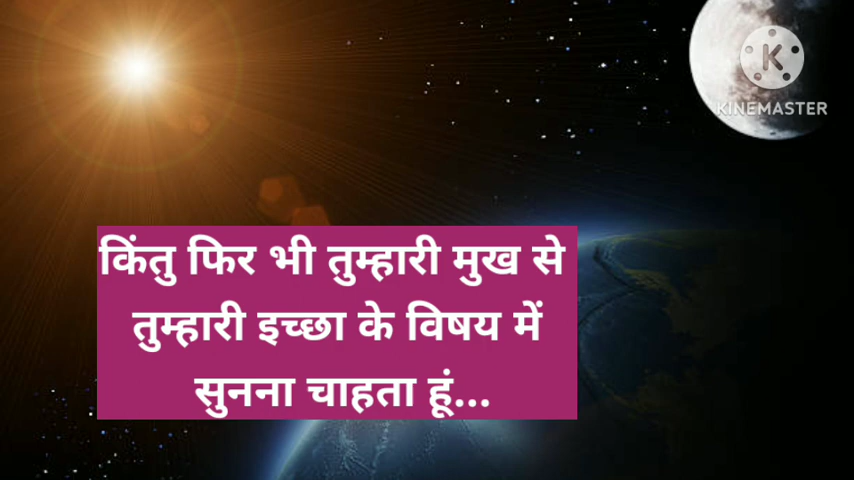 KINEMASTER
किंतु फिर भी तुम्हारी मुख से
तुम्हारी इच्छा के विषय में
सुनना चाहता हूं...